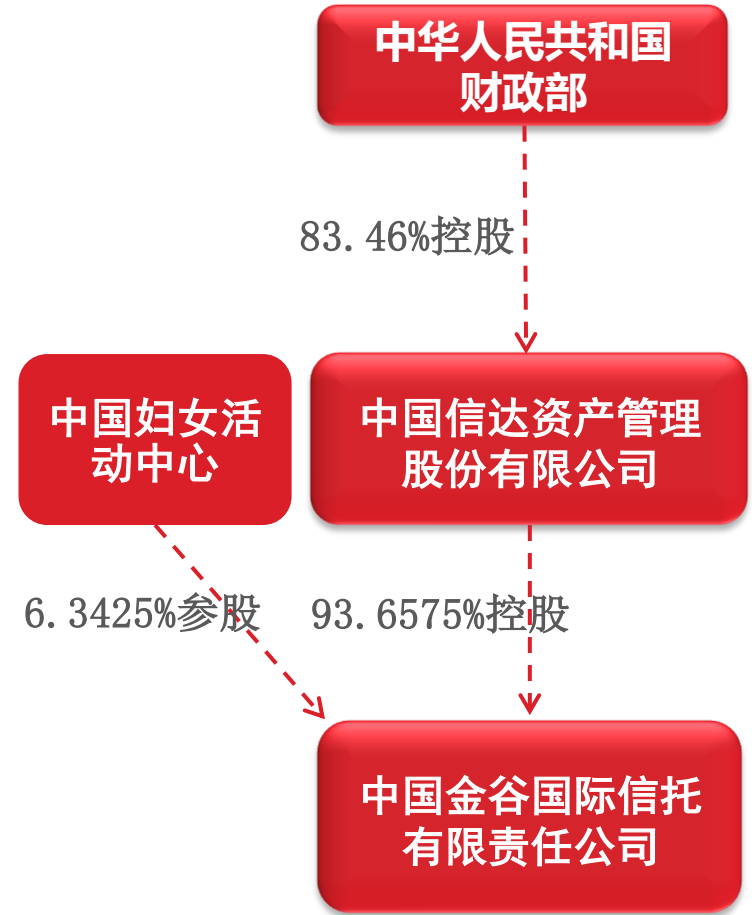 中华人民共和国
财政部
83.46%控股
中国妇女活
动中心
中国信达资产管理
股份有限公司
6.3425%参股
93.6575%控股
中国金谷国际信托
有限责任公司